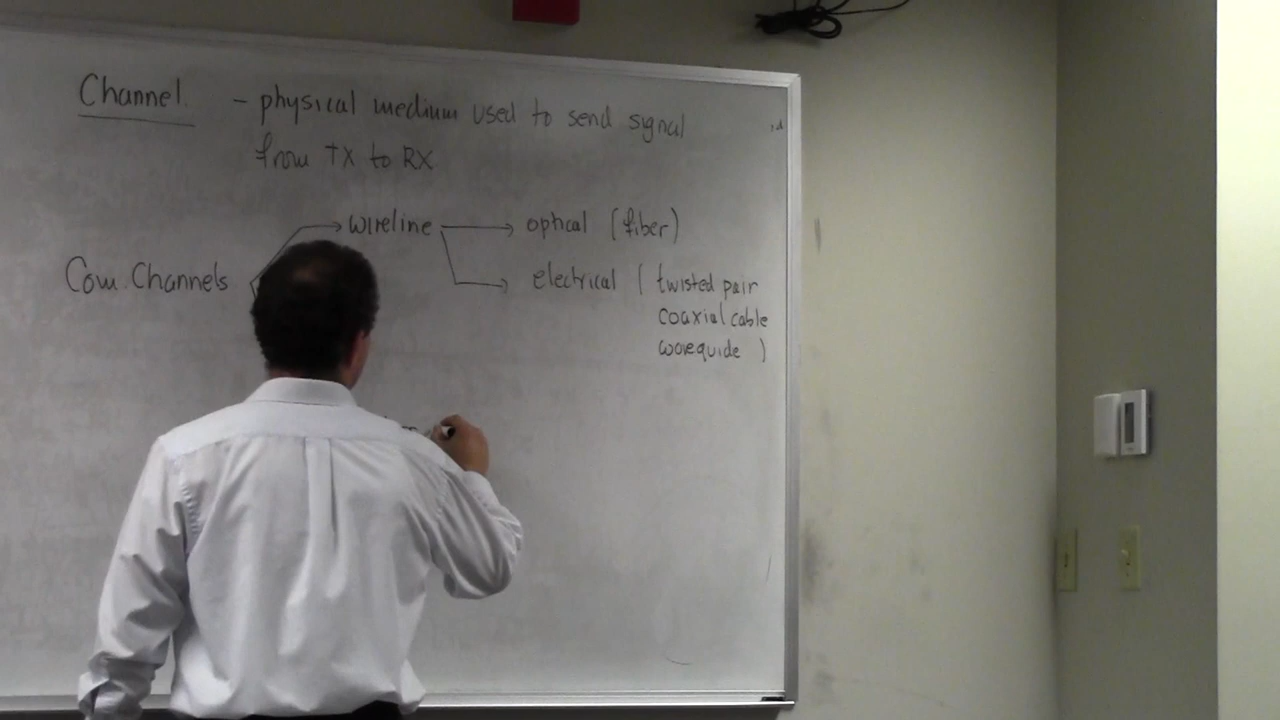 Channel. - physical medium used to send signal
from TX to RX
wireline optical (fiber)
Com. Channels electrical ( twisted pair
coaxial cable
waveguide )